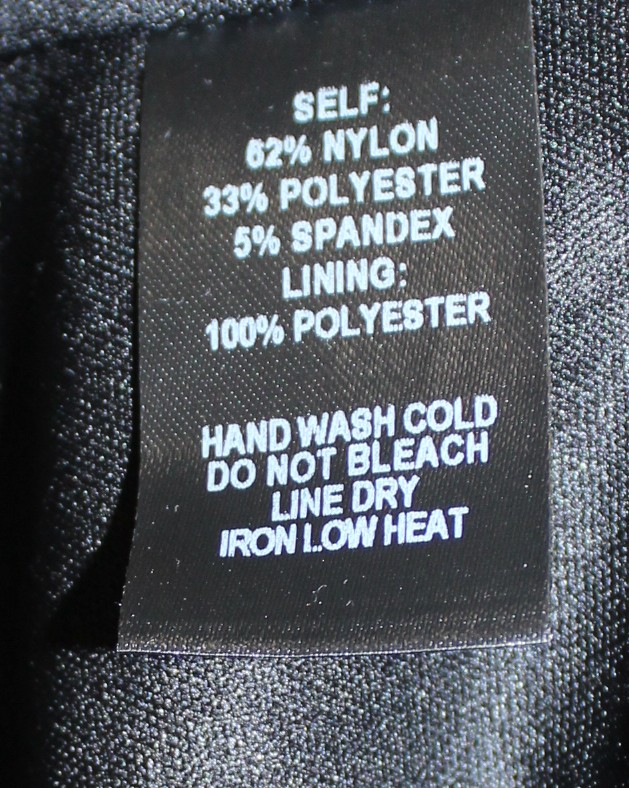 SELF:
62% NYLON
33% POLYESTER
5% SPANDEX
LINING:
100% POLYESTER
HAND WASH COLD
DO NOT BLEACH
LINE DRY
IRON LOW HEAT